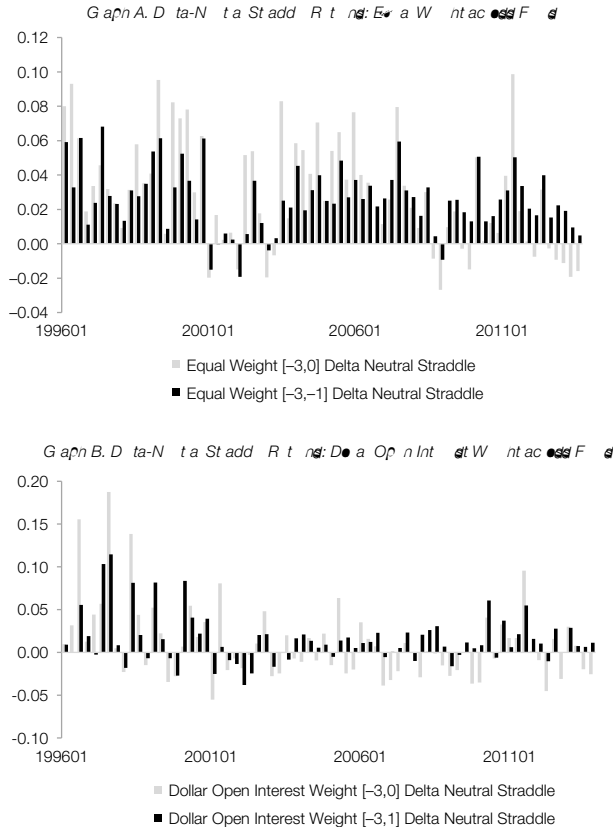 A. D
0.12
0.10
0.08
0.06
0.04
0.02
0.00
−0.02
−0.04
199601 200101 200601 201101
Equal Weight [−3,0] Delta Neutral Straddle
Equal Weight [−3,−1] Delta Neutral Straddle
B. D
0.20
0.15
0.10
0.05
0.00
-0.05
-0.10
199601 200101 200601 201101
Dollar Open Interest Weight [−3,0] Delta Neutral Straddle
Dollar Open Interest Weight [−3,1] Delta Neutral Straddle